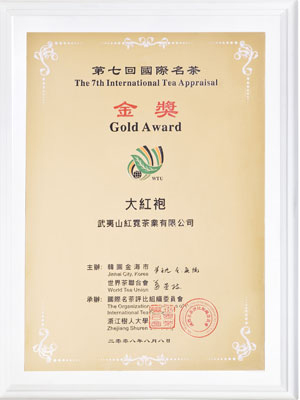 第七回國際名茶
The 7th International Tea Appraisal
金獎
Gold Award
WTU
大紅袍
武夷山紅霓茶業有限公司
主辦: 韓國金海市
Jimai City, Korea
世界茶聯合會
World Tea Union
承辦: 國際名茶評比組織委員會
The Organization
International Tea
浙江樹人大學
Zhejiang Shuren
二零零八年八月八日